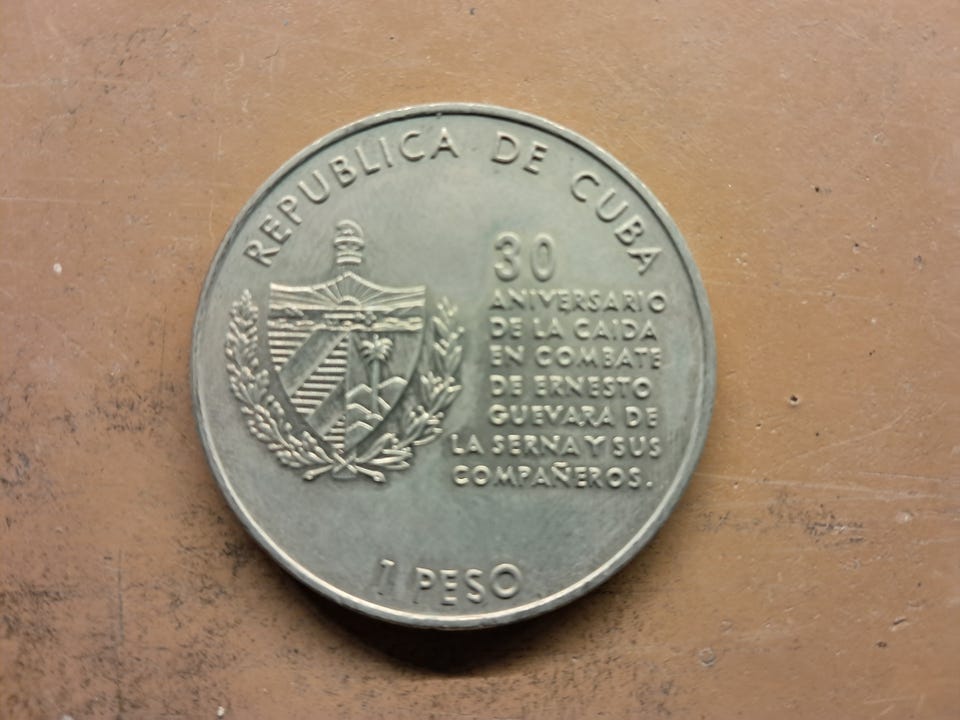 REPUBLICA DE CUBA
30
ANIVERSARIO
DE LA CAIDA
EN COMBATE
DE ERNESTO
GUEVARA DE
LA SERNA Y SUS
COMPAÑEROS.
1 PESO